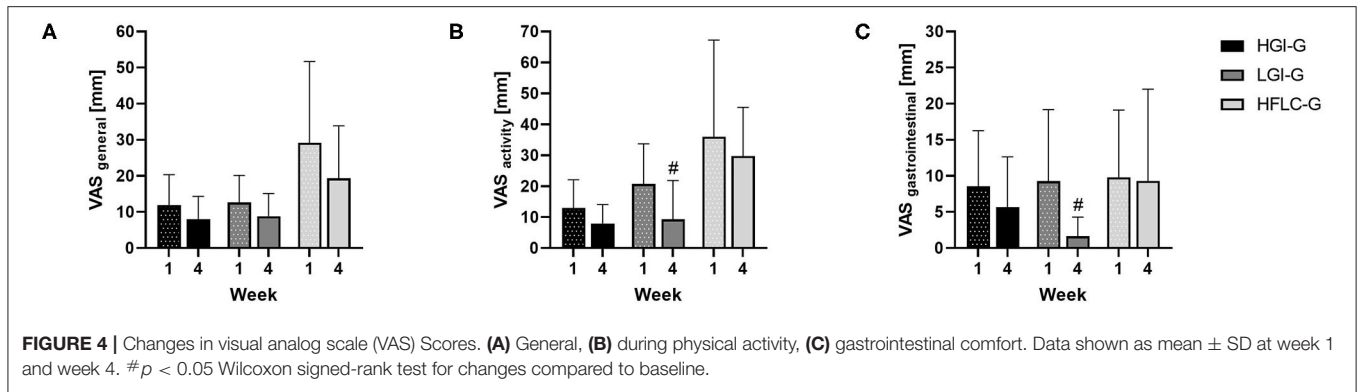 A
60
50
40
30
20
10
0
VAS general [mm]
1 4 1 4 1 4
Week
B
70
60
50
40
30
20
10
0
VAS activity [mm]
#
1 4 1 4 1 4
Week
C
30
25
20
15
10
5
0
VAS gastrointestinal [mm]
#
1 4 1 4 1 4
Week
HGI-G
LGI-G
HFLC-G
FIGURE 4 | Changes in visual analog scale (VAS) Scores. (A) General, (B) during physical activity, (C) gastrointestinal comfort. Data shown as mean ± SD at week 1
and week 4. #p < 0.05 Wilcoxon signed-rank test for changes compared to baseline.